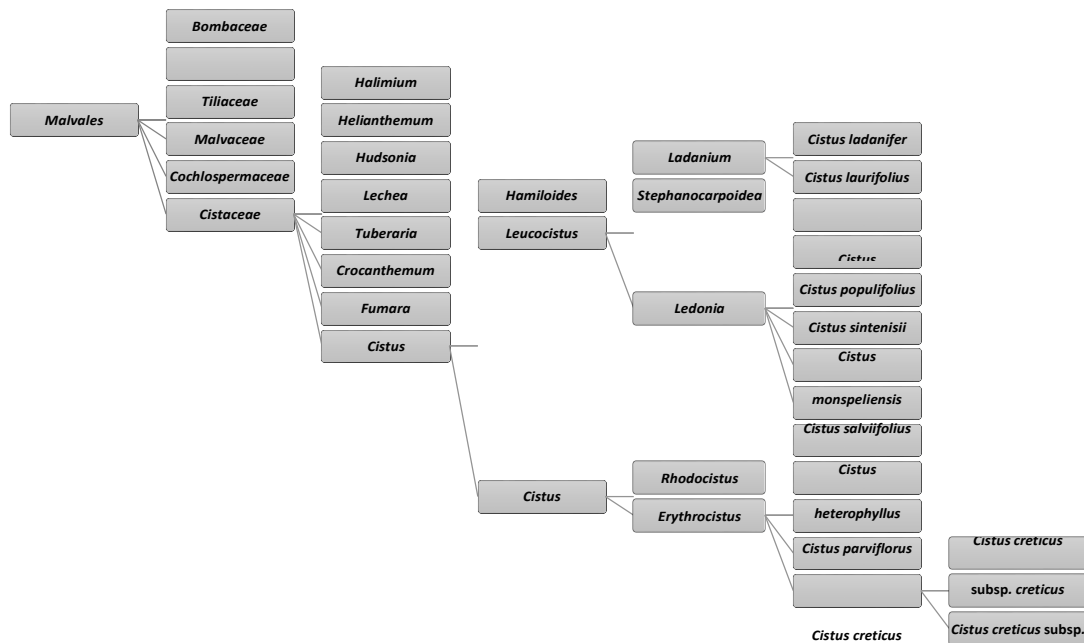 Bombaceae
Tiliaceae
Malvales
Malvaceae
Cochlospermaceae
Cistaceae
Halimium
Helianthemum
Hudsonia
Lechea
Tuberaria
Crocanthemum
Fumara
Cistus
Hamiloides
Leucocistus
Cistus
Ladanium
Stephanocarpoidea
Ledonia
Rhodocistus
Erythrocistus
Cistus ladanifer
Cistus laurifolius
Cistus
Cistus populifolius
Cistus sintenisii
Cistus
monspeliensis
Cistus salviifolius
Cistus
heterophyllus
Cistus parviflorus
Cistus creticus
Cistus creticus
subsp. creticus
Cistus creticus subsp.